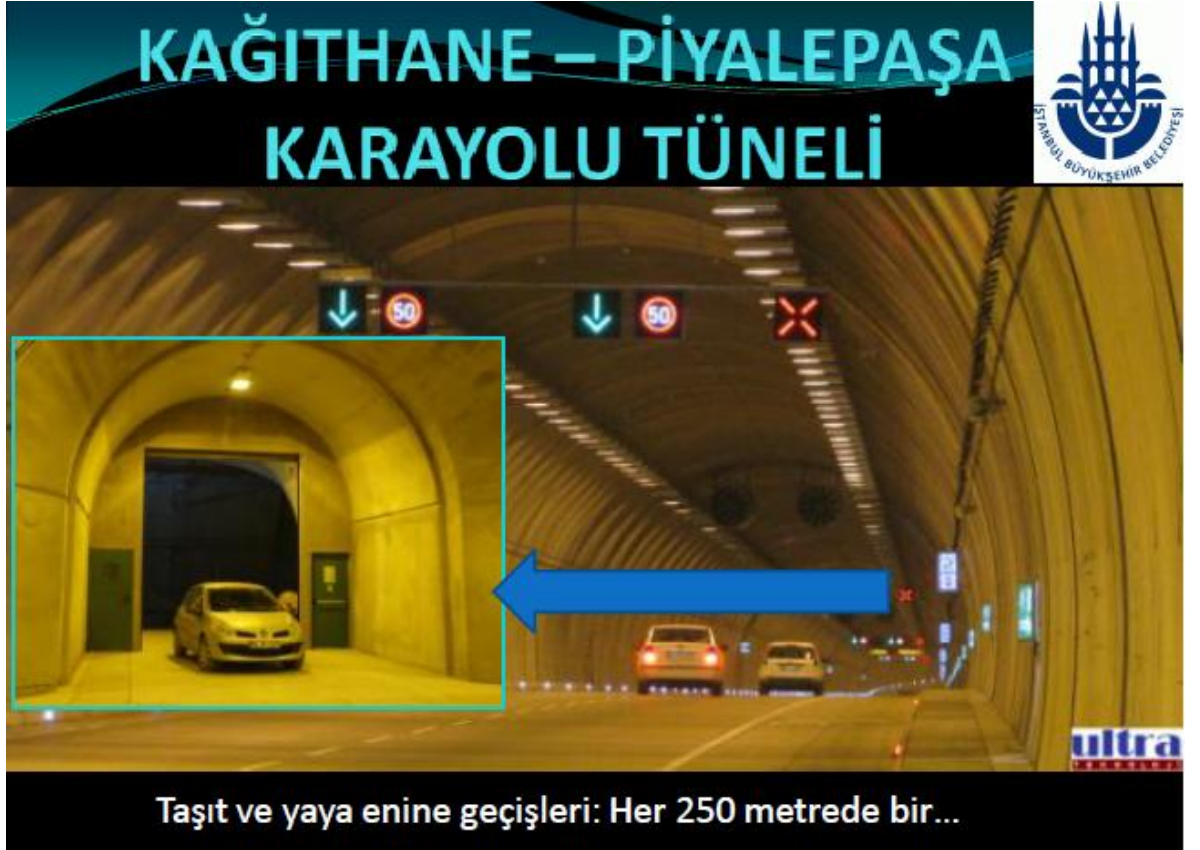 KAĞITHANE – PİYALEPAŞA
KARAYOLU TÜNELİ
İSTANBUL BÜYÜKŞEHİR BELEDİYESİ
50
50
ultra
TEKNOLOJİ
Taşıt ve yaya enine geçişleri: Her 250 metrede bir...